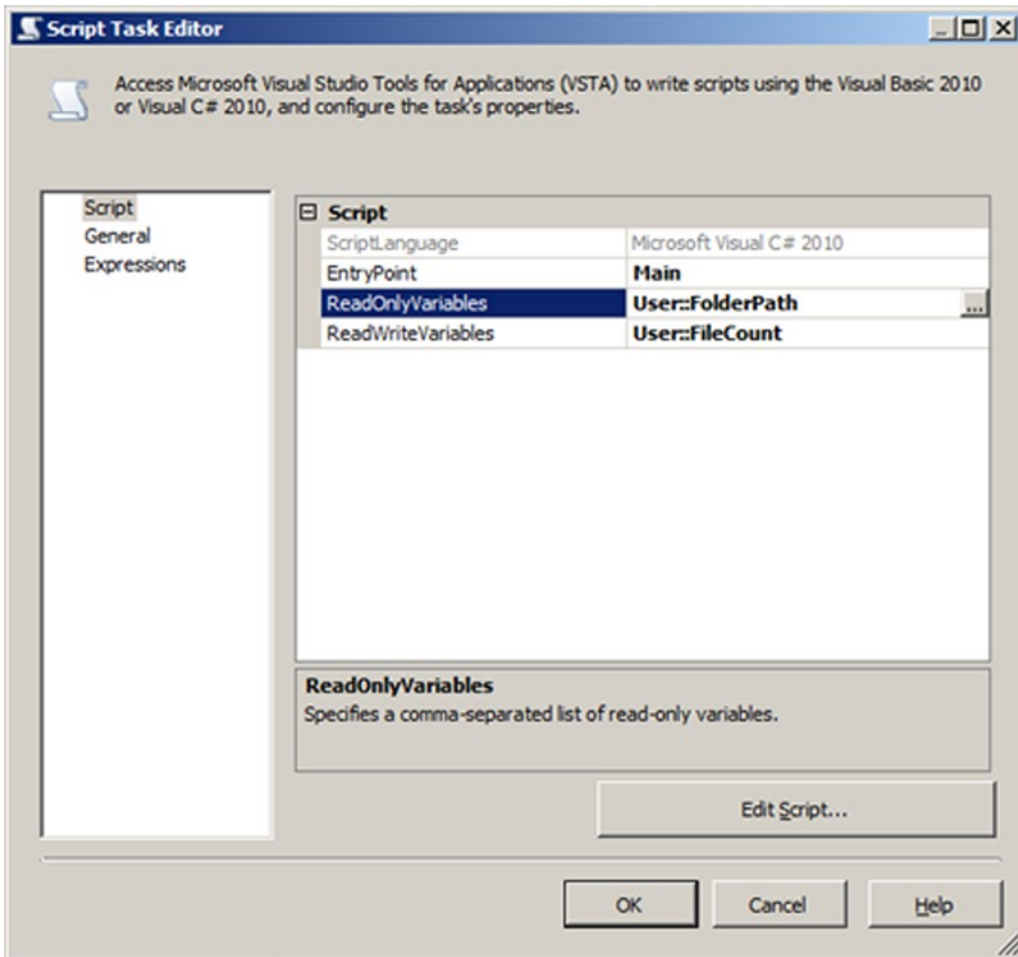 Script Task Editor
Access Microsoft Visual Studio Tools for Applications (VSTA) to write scripts using the Visual Basic 2010
or Visual C# 2010, and configure the task's properties.
Script
General
Expressions
Script
ScriptLanguage Microsoft Visual C# 2010
EntryPoint Main
ReadOnlyVariables User::FolderPath ...
ReadWriteVariables User::FileCount
ReadOnlyVariables
Specifies a comma-separated list of read-only variables.
Edit Script...
OK Cancel Help